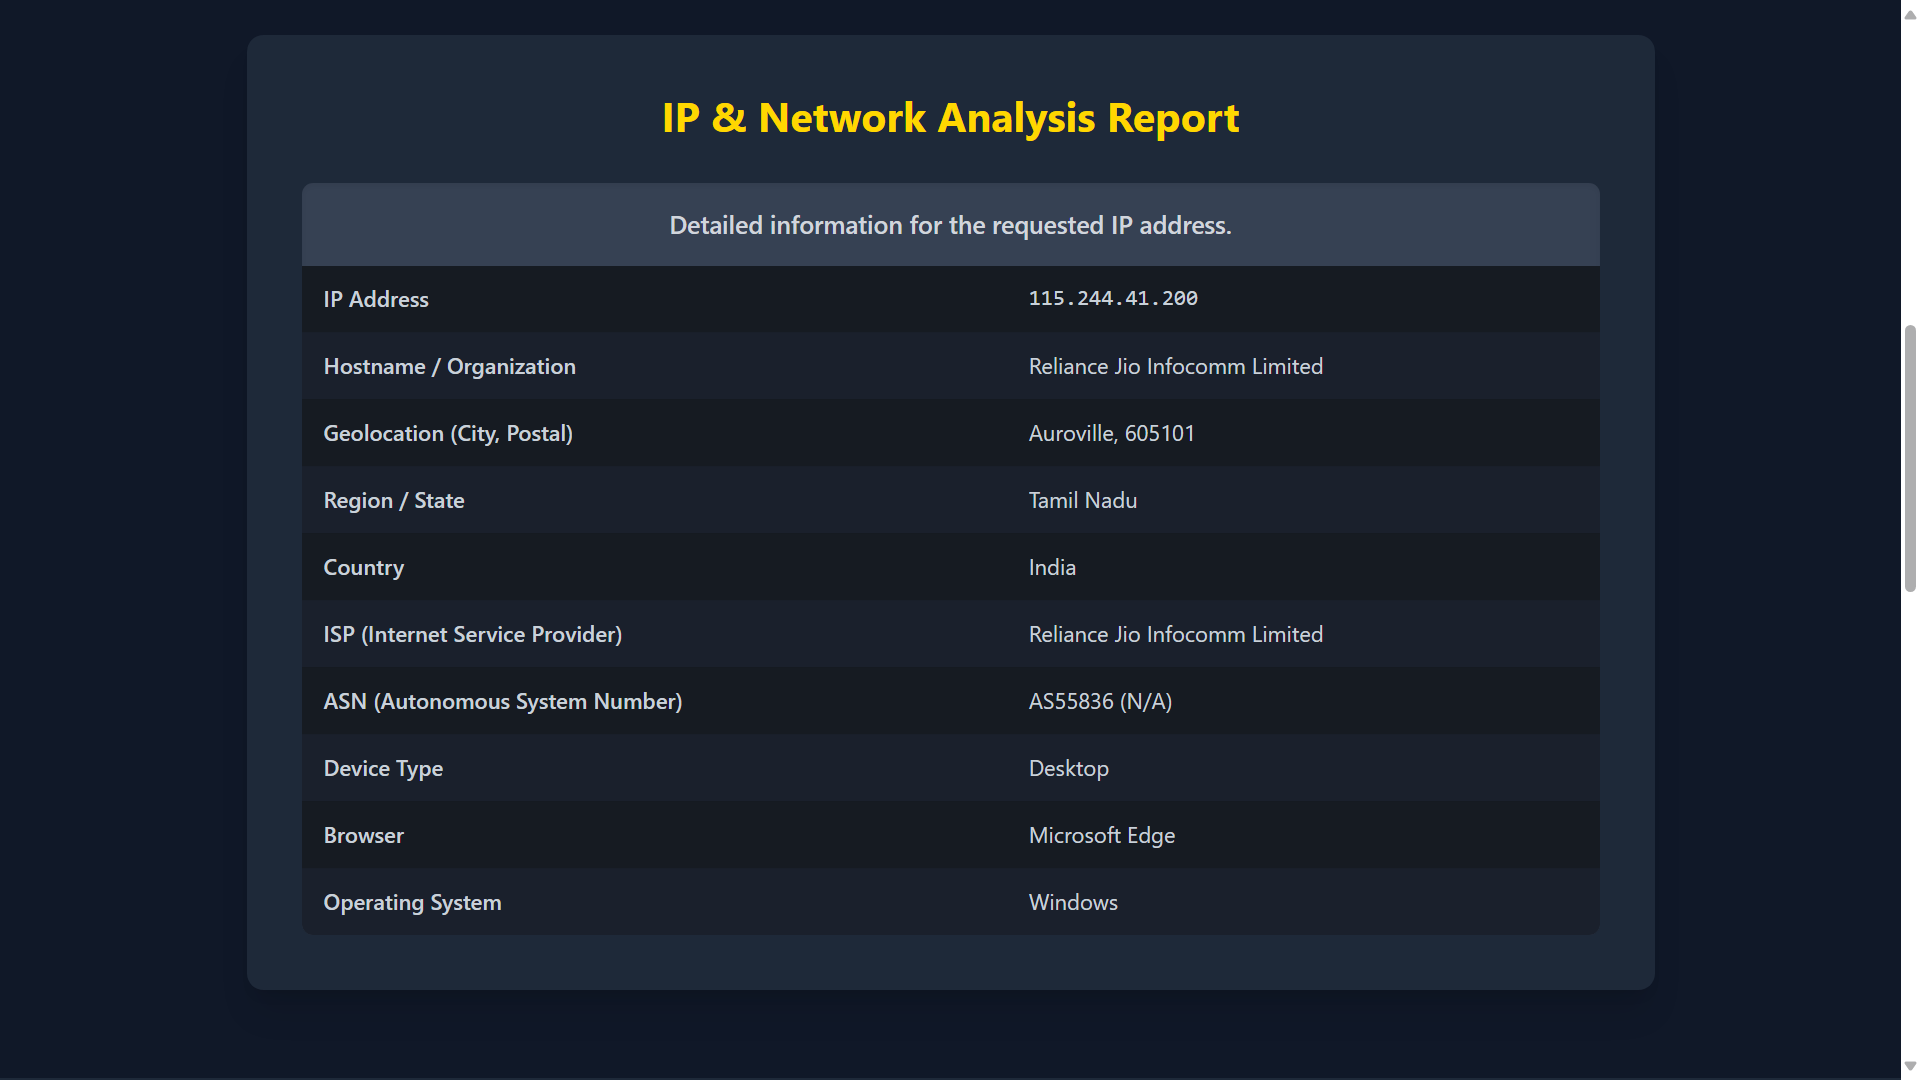 IP & Network Analysis Report
Detailed information for the requested IP address.
IP Address 115.244.41.200
Hostname / Organization Reliance Jio Infocomm Limited
Geolocation (City, Postal) Auroville, 605101
Region / State Tamil Nadu
Country India
ISP (Internet Service Provider) Reliance Jio Infocomm Limited
ASN (Autonomous System Number) AS55836 (N/A)
Device Type Desktop
Browser Microsoft Edge
Operating System Windows